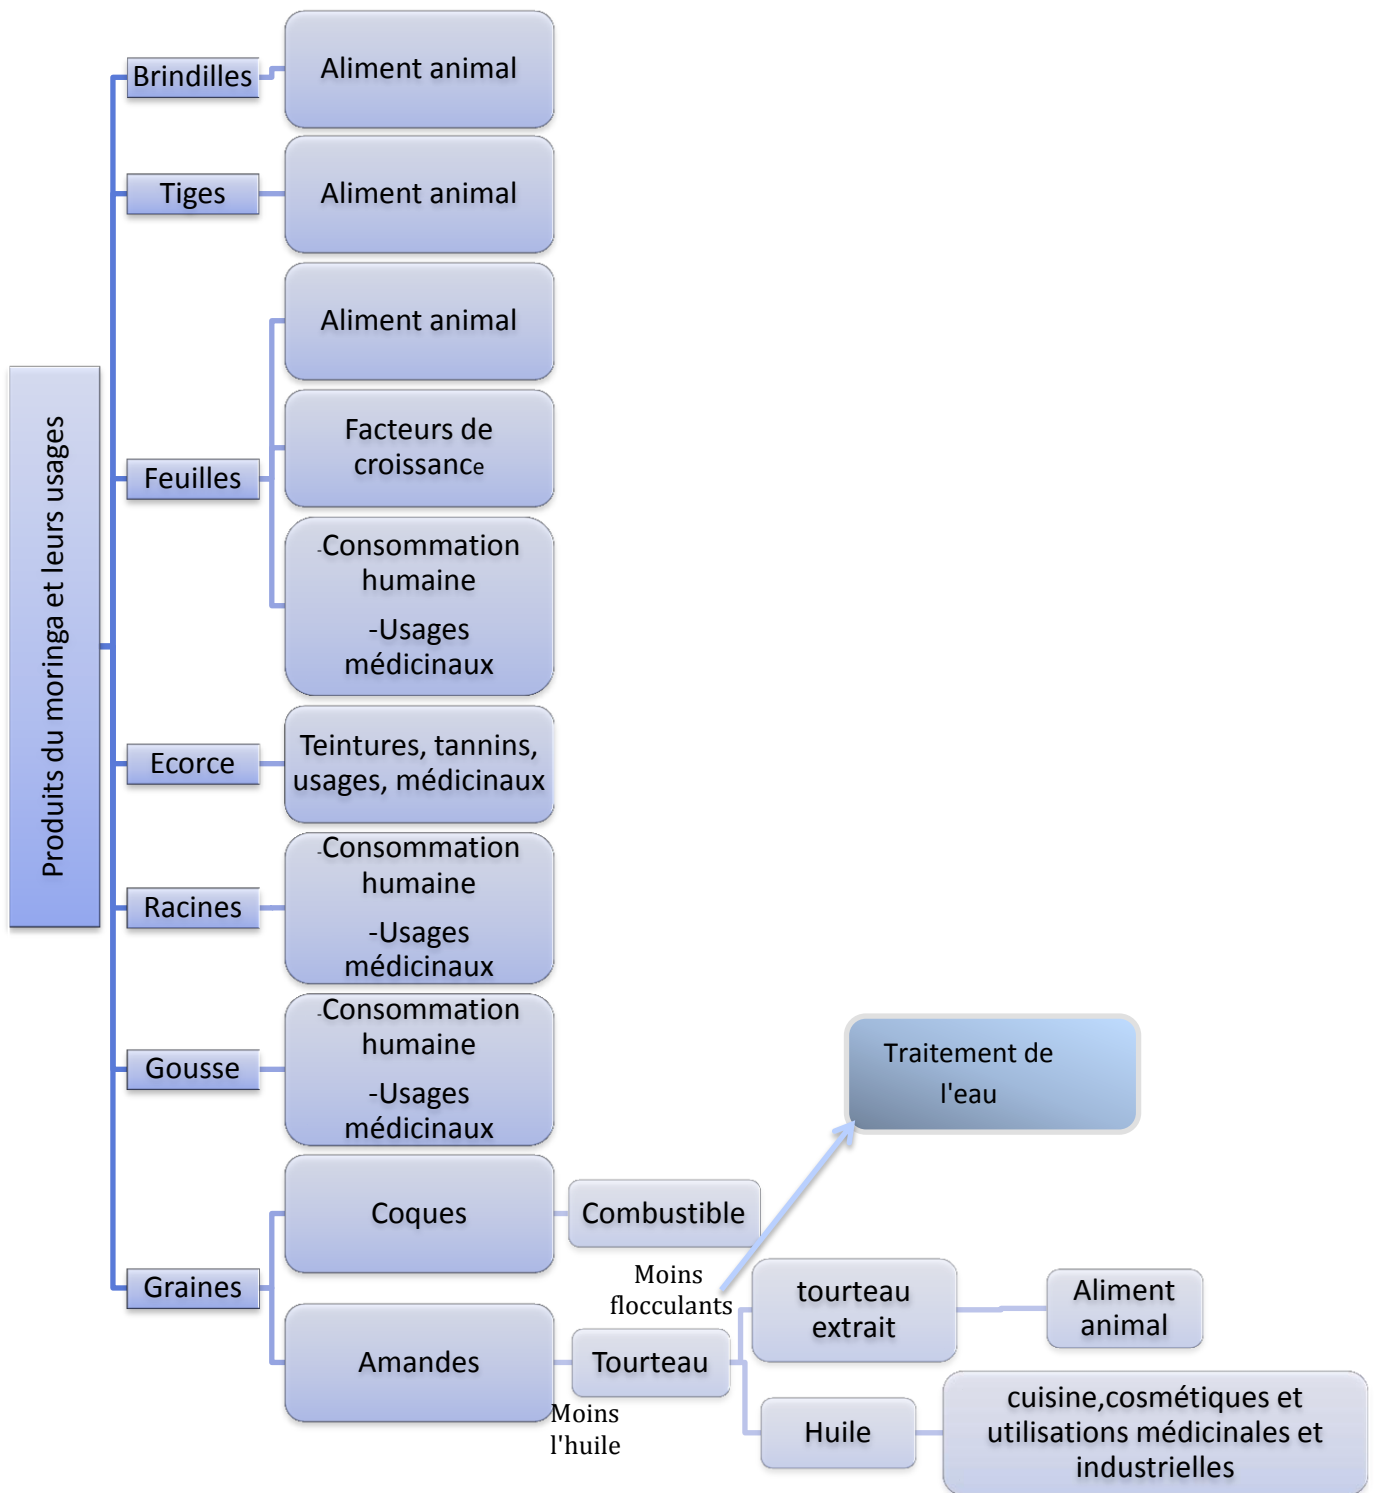 Produits du moringa et leurs usages
Brindilles
Aliment animal
Tiges
Aliment animal
Feuilles
Aliment animal
Facteurs de
croissance
-Consommation
humaine
-Usages
médicinaux
Ecorce
Teintures, tannins,
usages, médicinaux
Racines
-Consommation
humaine
-Usages
médicinaux
Gousse
-Consommation
humaine
-Usages
médicinaux
Graines
Coques
Combustible
Amandes
Moins
l'huile
Tourteau
Moins
flocculants
Traitement de
l'eau
tourteau
extrait
Aliment
animal
Huile
cuisine,cosmétiques et
utilisations médicinales et
industrielles